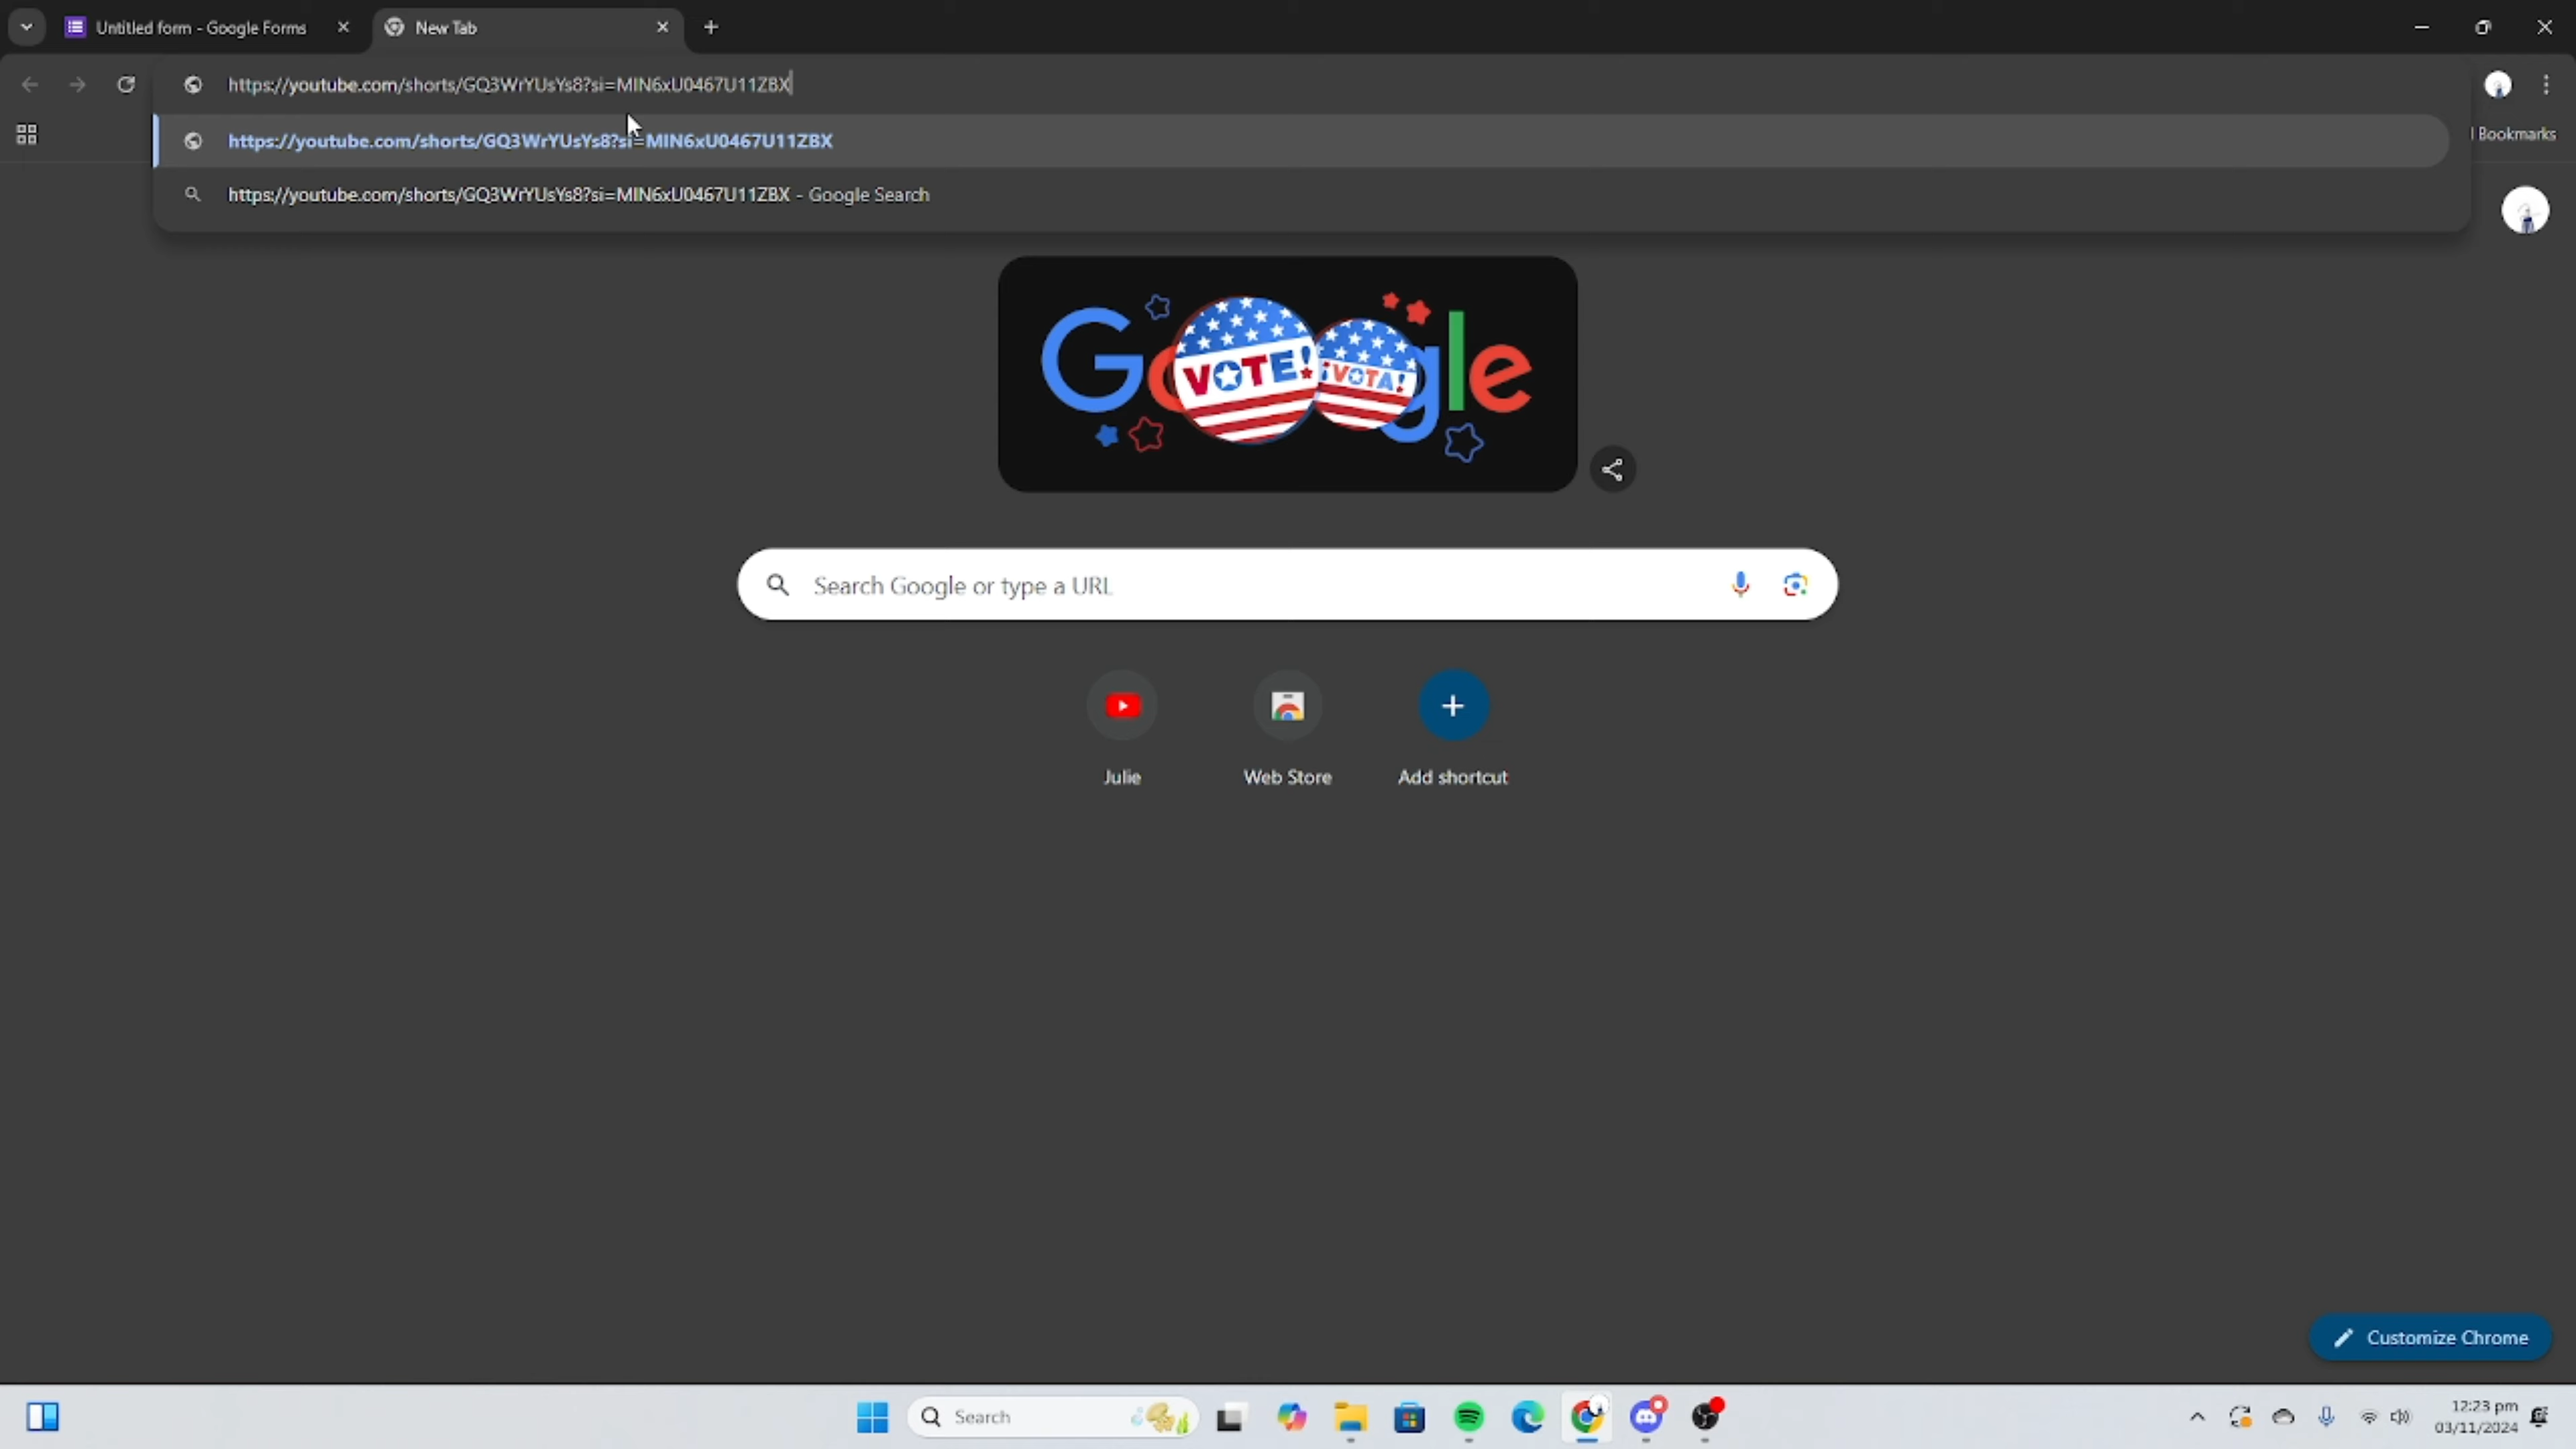 Untitled form - Google Forms
New Tab
https://youtube.com/shorts/GQ3WrYUsYs8?si=MIN6xU0467U11ZBX
https://youtube.com/shorts/GQ3WrYUsYs8?si=MIN6xU0467U11ZBX
Bookmarks
https://youtube.com/shorts/GQ3WrYUsYs8?si=MIN6xU0467U11ZBX - Google Search
Google
VOTE! ¡VOTA!
Search Google or type a URL
Julie
Web Store
Add shortcut
Customize Chrome
Search
12:23 pm
03/11/2024